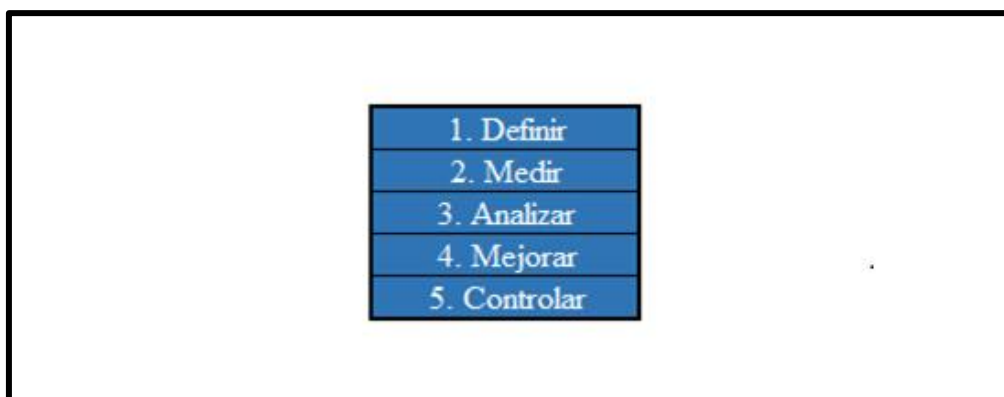 1. Definir
2. Medir
3. Analizar
4. Mejorar
5. Controlar